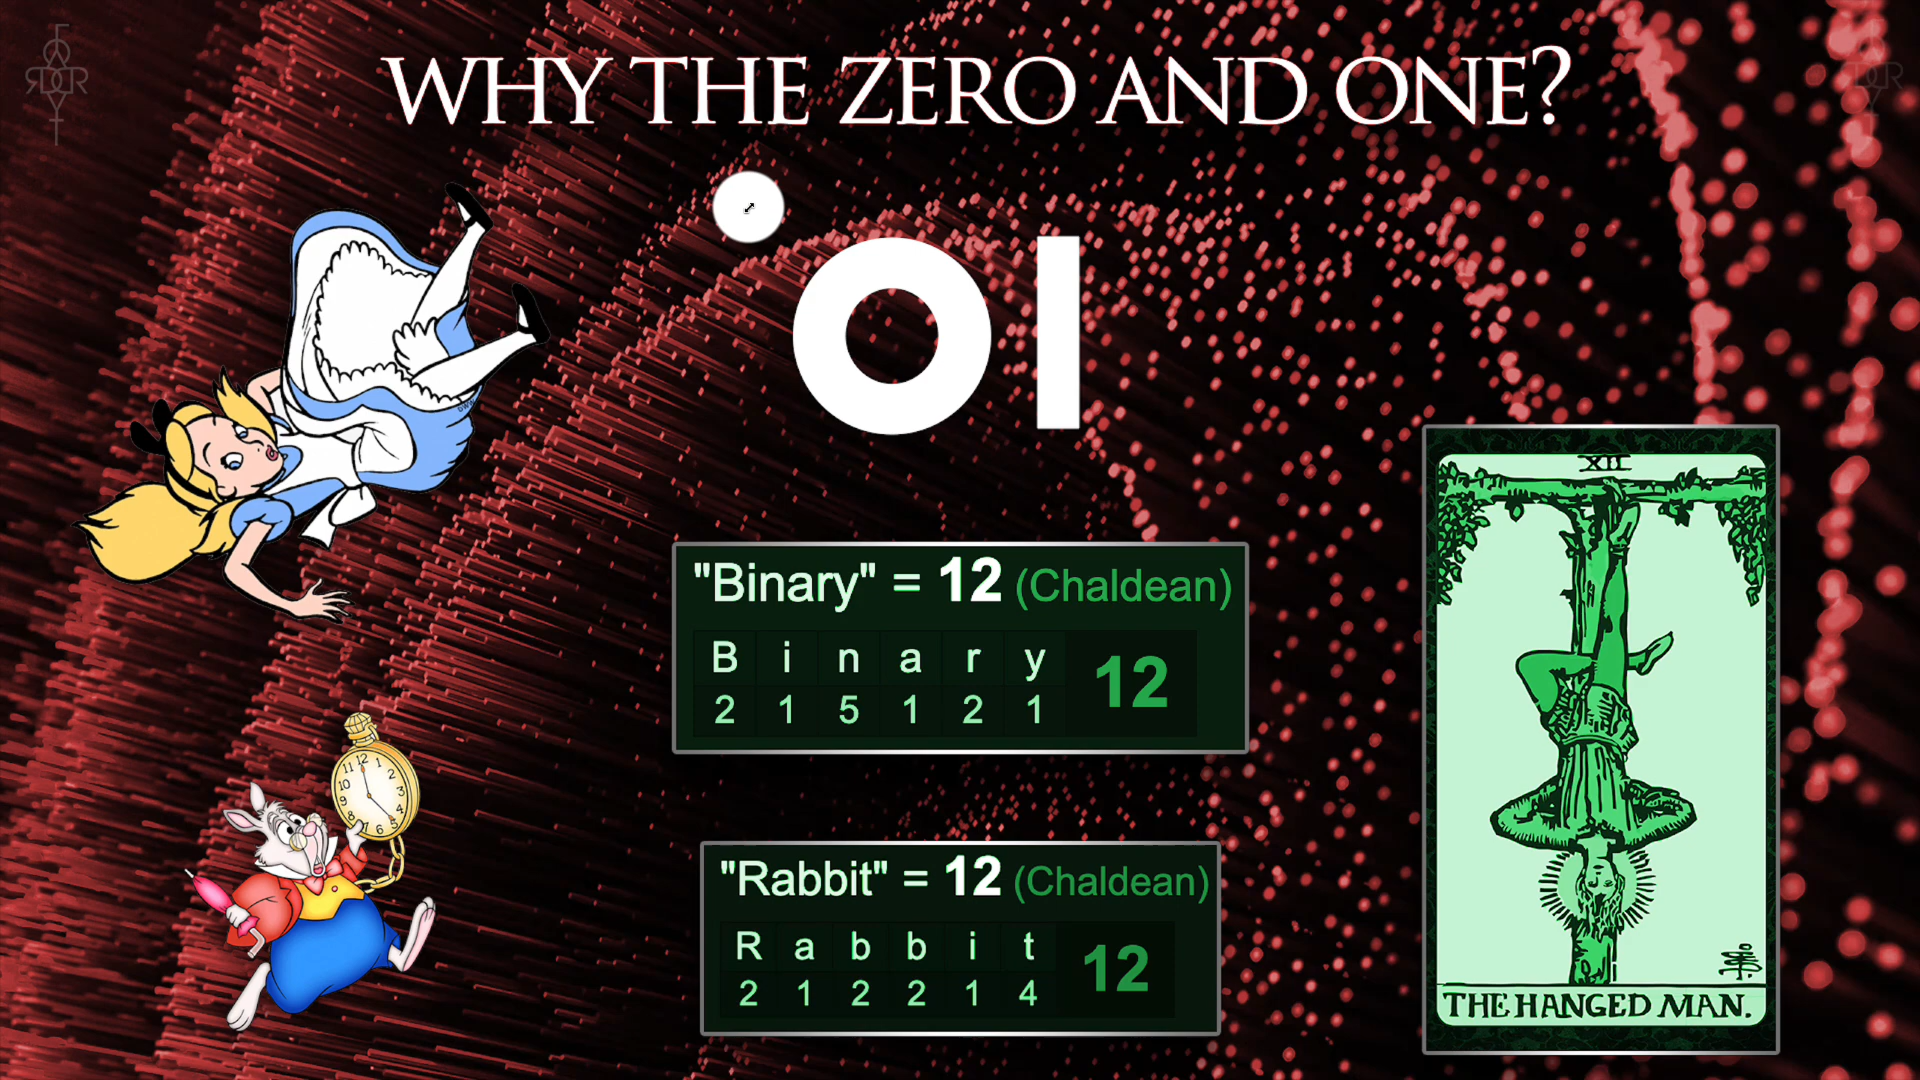 WHY THE ZERO AND ONE?
01
"Binary" = 12 (Chaldean)
B i n a r y
12
2 1 5 1 2 1
"Rabbit" = 12 (Chaldean)
R a b b i t
12
2 1 2 2 1 4
XII
THE HANGED MAN.